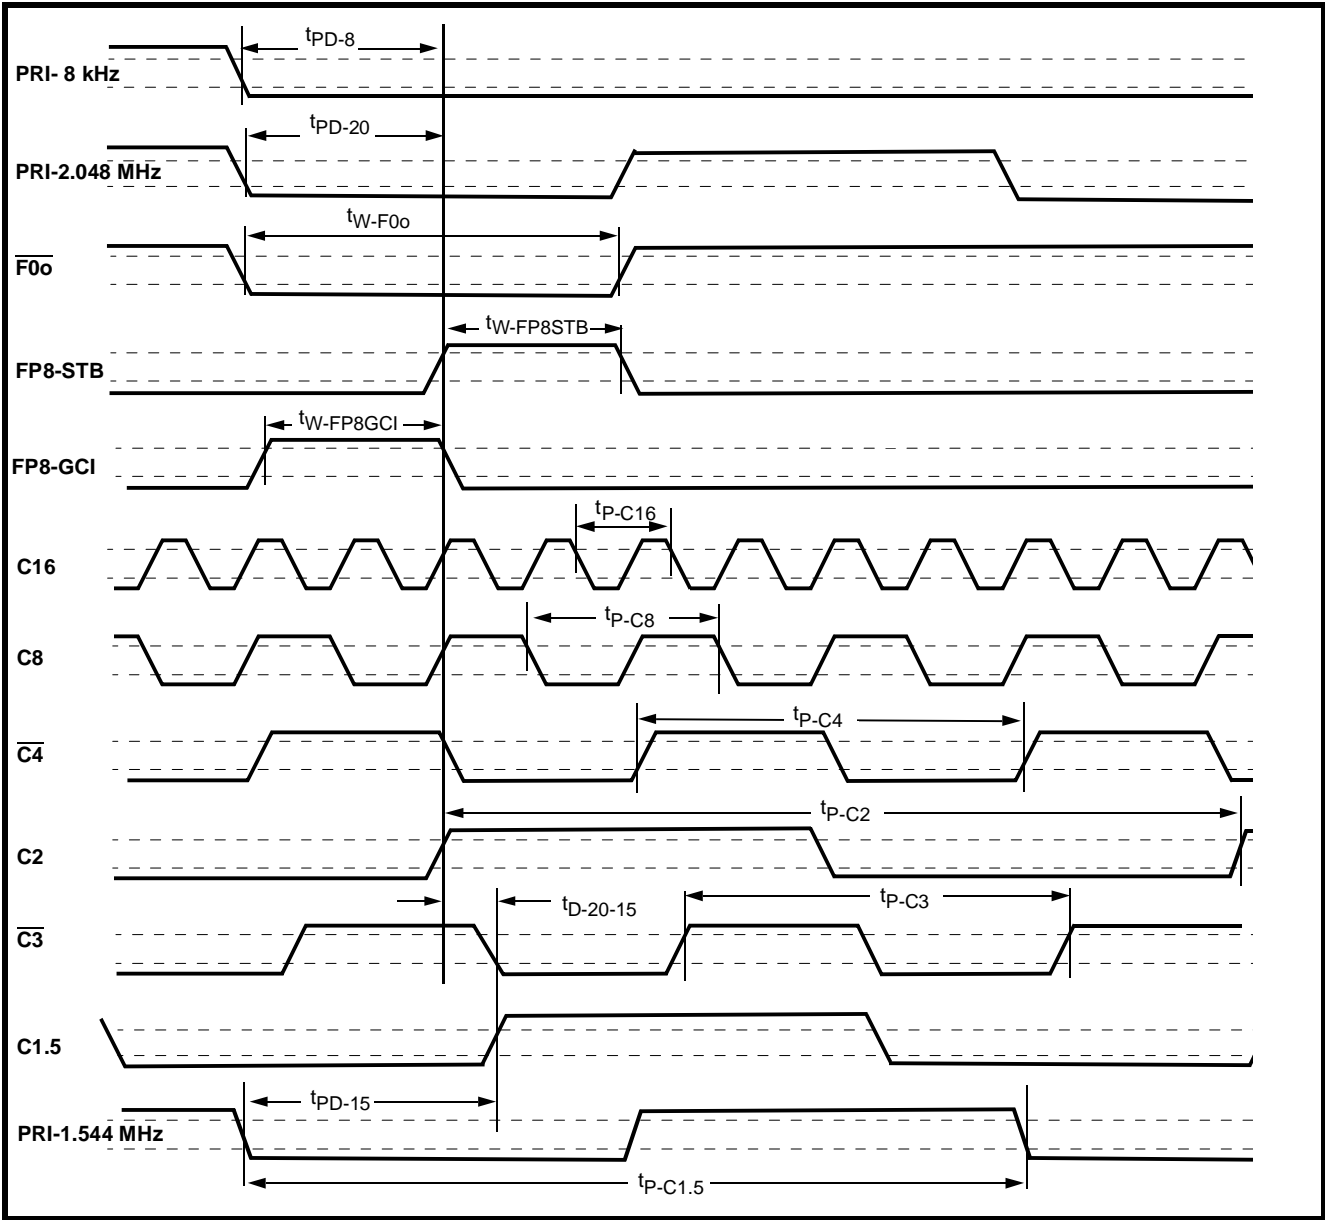 tPD-8
PRI- 8 kHz
tPD-20
PRI-2.048 MHz
tW-F0o
F0o
tW-FP8STB
FP8-STB
tW-FP8GCI
FP8-GCI
tP-C16
C16
tP-C8
C8
tP-C4
C4
tP-C2
C2
tD-20-15
tP-C3
C3
C1.5
tPD-15
PRI-1.544 MHz
tP-C1.5